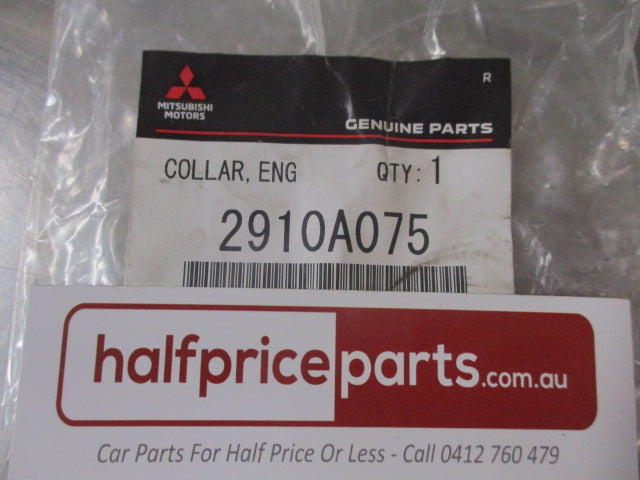 MITSUBISHI
MOTORS
R
GENUINE PARTS
COLLAR, ENG QTY: 1
2910A075
halfpriceparts.com.au
Car Parts For Half Price Or Less - Call 0412 760 479